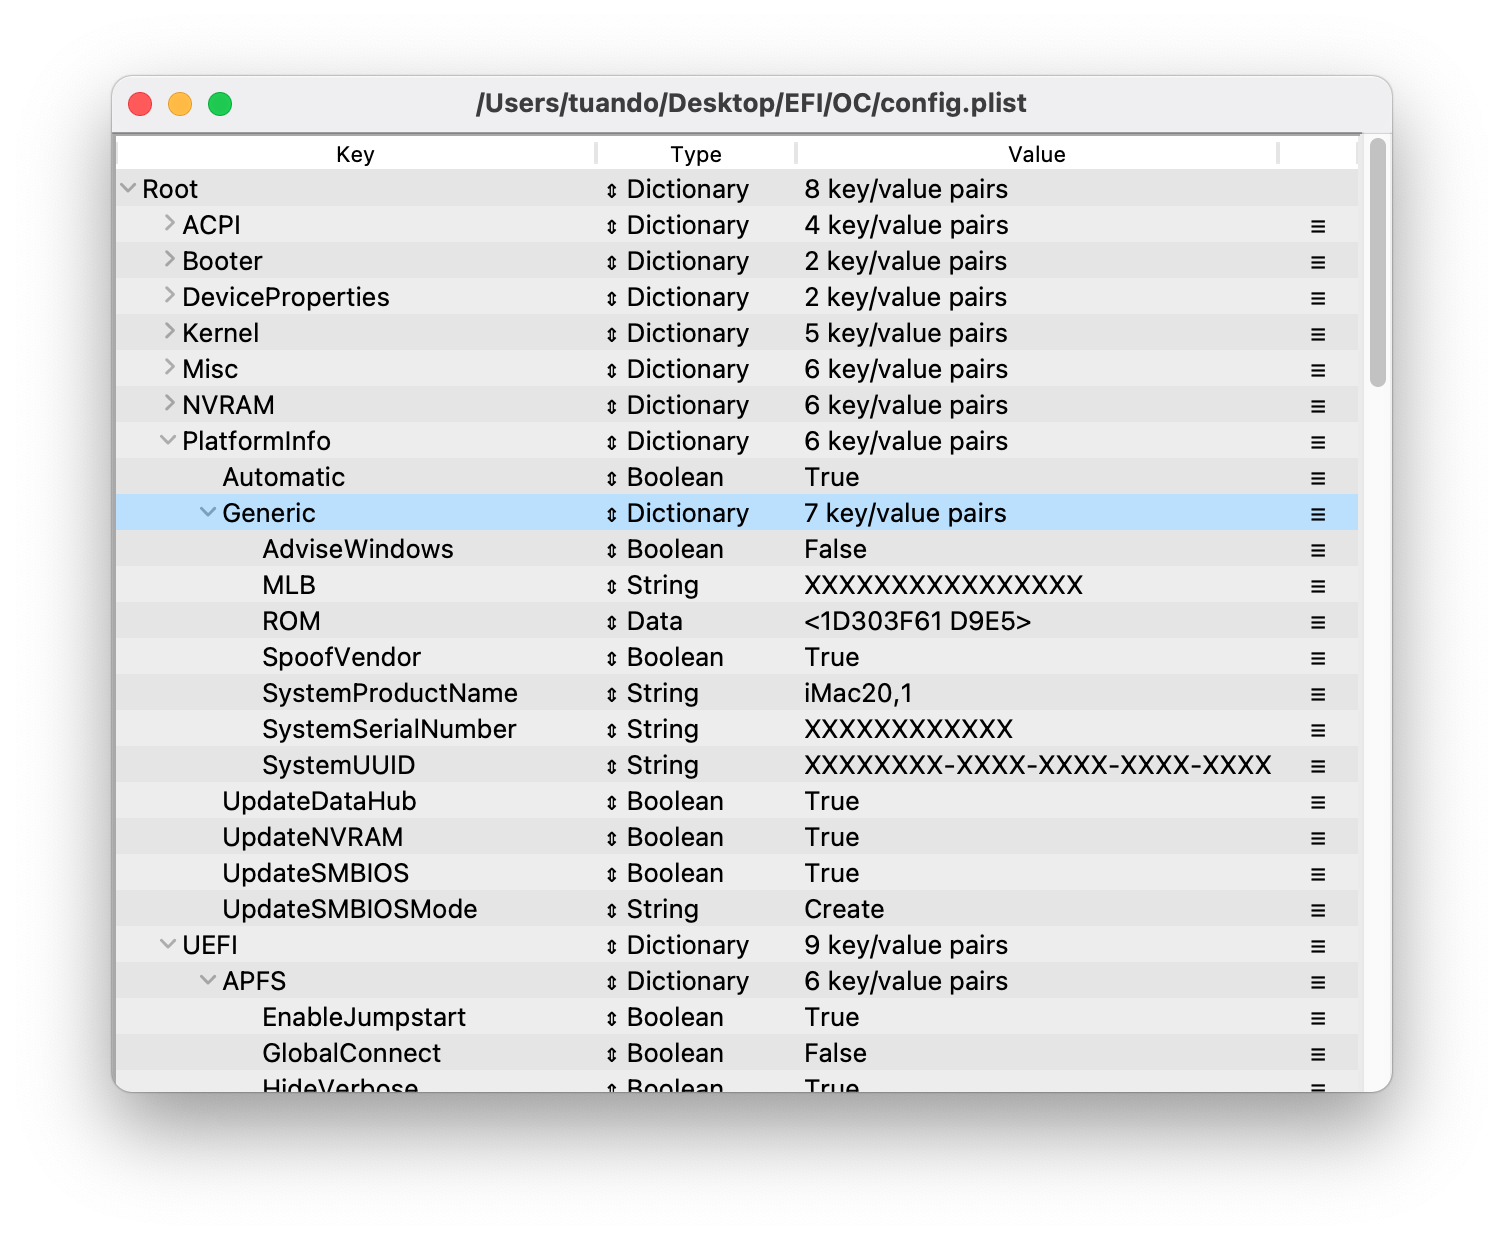 /Users/tuando/Desktop/EFI/OC/config.plist
Key Type Value
Root Dictionary 8 key/value pairs
ACPI Dictionary 4 key/value pairs
Booter Dictionary 2 key/value pairs
DeviceProperties Dictionary 2 key/value pairs
Kernel Dictionary 5 key/value pairs
Misc Dictionary 6 key/value pairs
NVRAM Dictionary 6 key/value pairs
PlatformInfo Dictionary 6 key/value pairs
Automatic Boolean True
Generic Dictionary 7 key/value pairs
AdviseWindows Boolean False
MLB String XXXXXXXXXXXXXXXX
ROM Data <1D303F61 D9E5>
SpoofVendor Boolean True
SystemProductName String iMac20,1
SystemSerialNumber String XXXXXXXXXXXX
SystemUUID String XXXXXXXX-XXXX-XXXX-XXXX-XXXX
UpdateDataHub Boolean True
UpdateNVRAM Boolean True
UpdateSMBIOS Boolean True
UpdateSMBIOSMode String Create
UEFI Dictionary 9 key/value pairs
APFS Dictionary 6 key/value pairs
EnableJumpstart Boolean True
GlobalConnect Boolean False
HideVerbose Boolean True